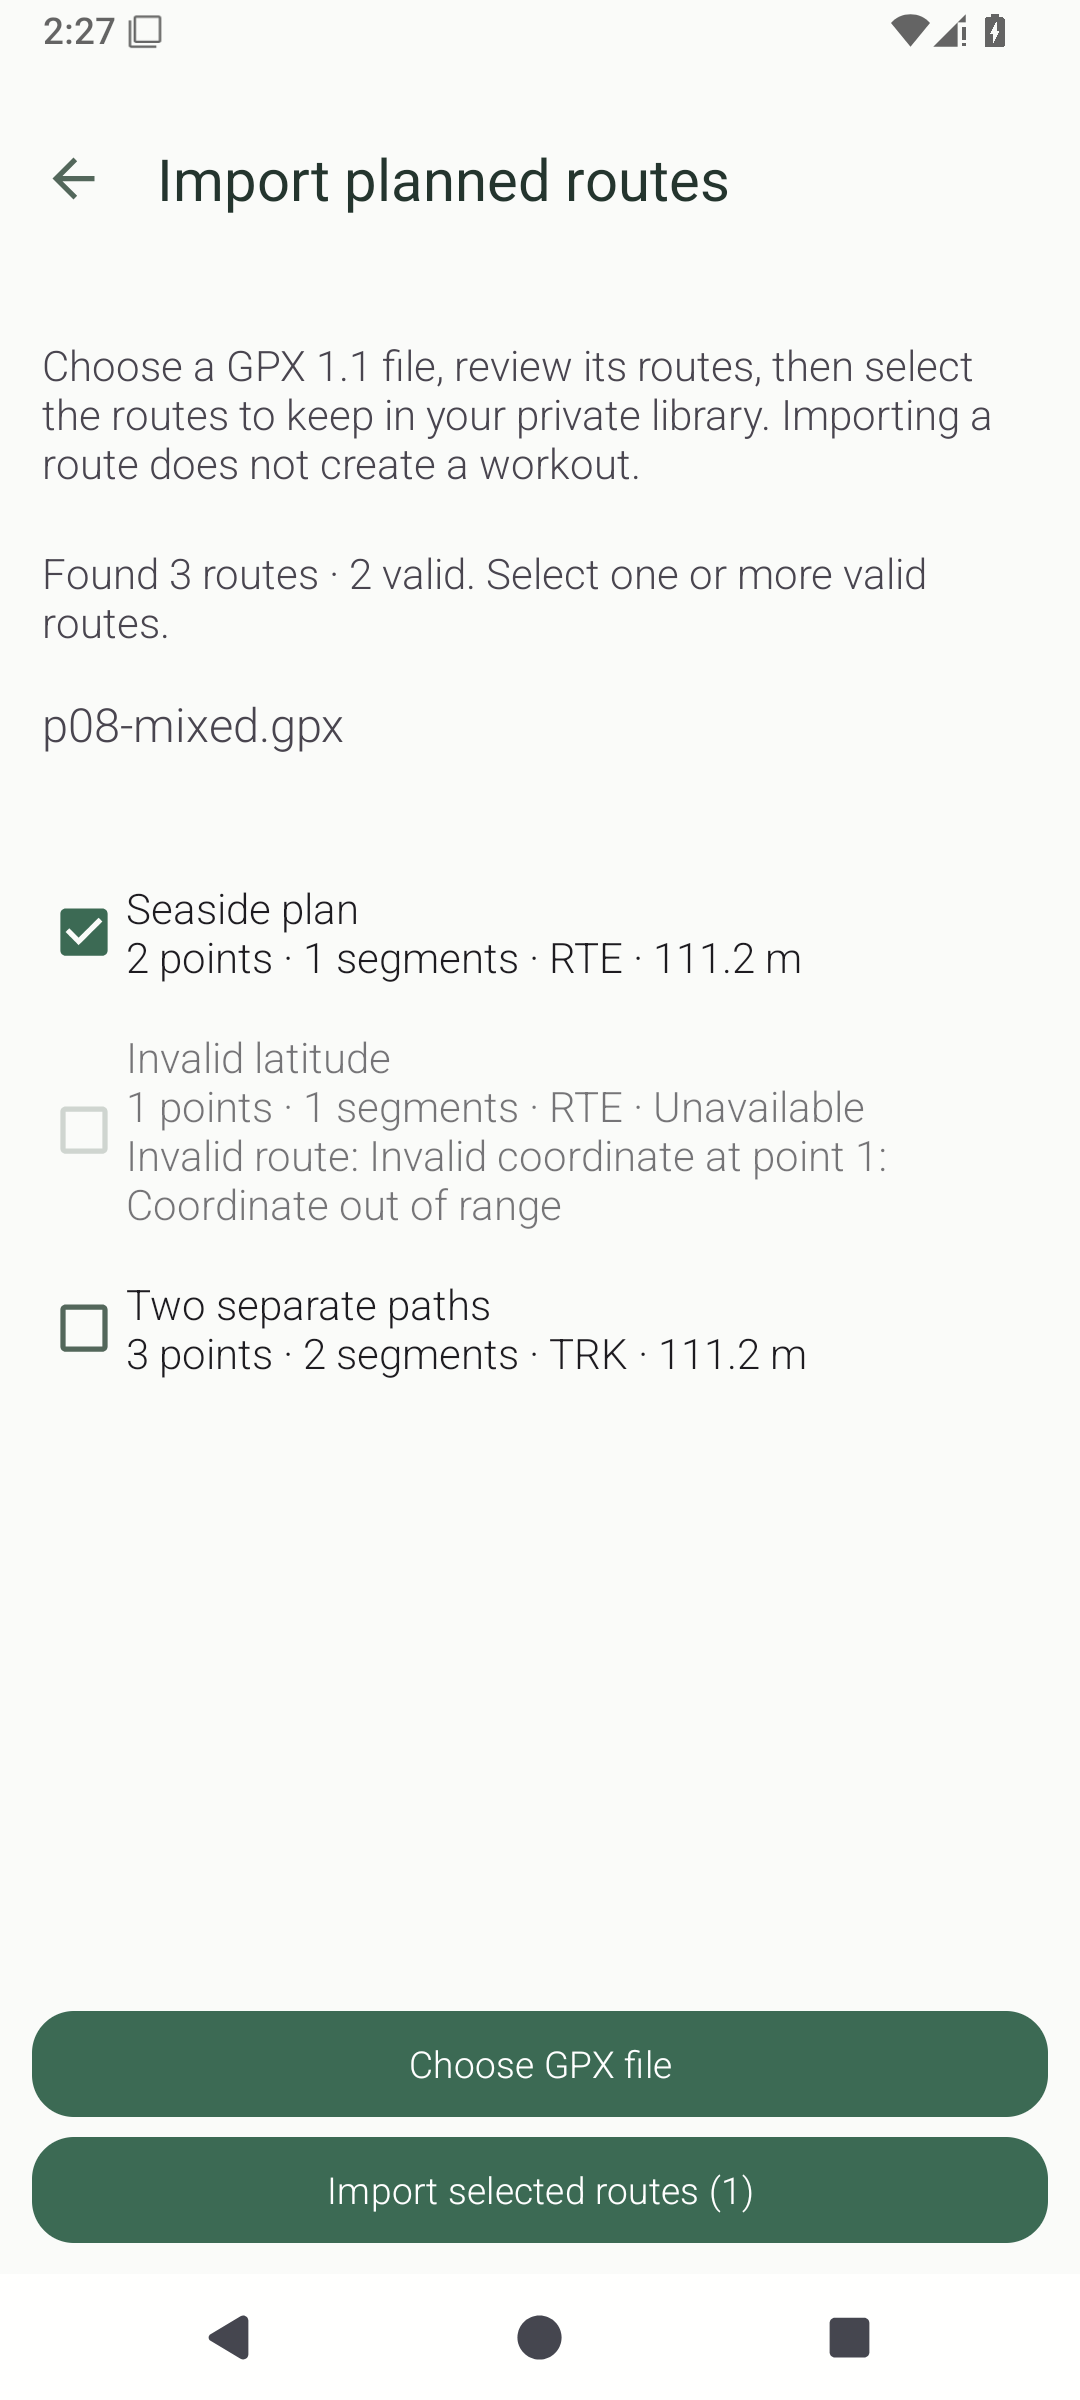 2:27
Import planned routes
Choose a GPX 1.1 file, review its routes, then select
the routes to keep in your private library. Importing a
route does not create a workout.
Found 3 routes · 2 valid. Select one or more valid
routes.
p08-mixed.gpx
Seaside plan
2 points · 1 segments · RTE · 111.2 m
Invalid latitude
1 points · 1 segments · RTE · Unavailable
Invalid route: Invalid coordinate at point 1:
Coordinate out of range
Two separate paths
3 points · 2 segments · TRK · 111.2 m
Choose GPX file
Import selected routes (1)